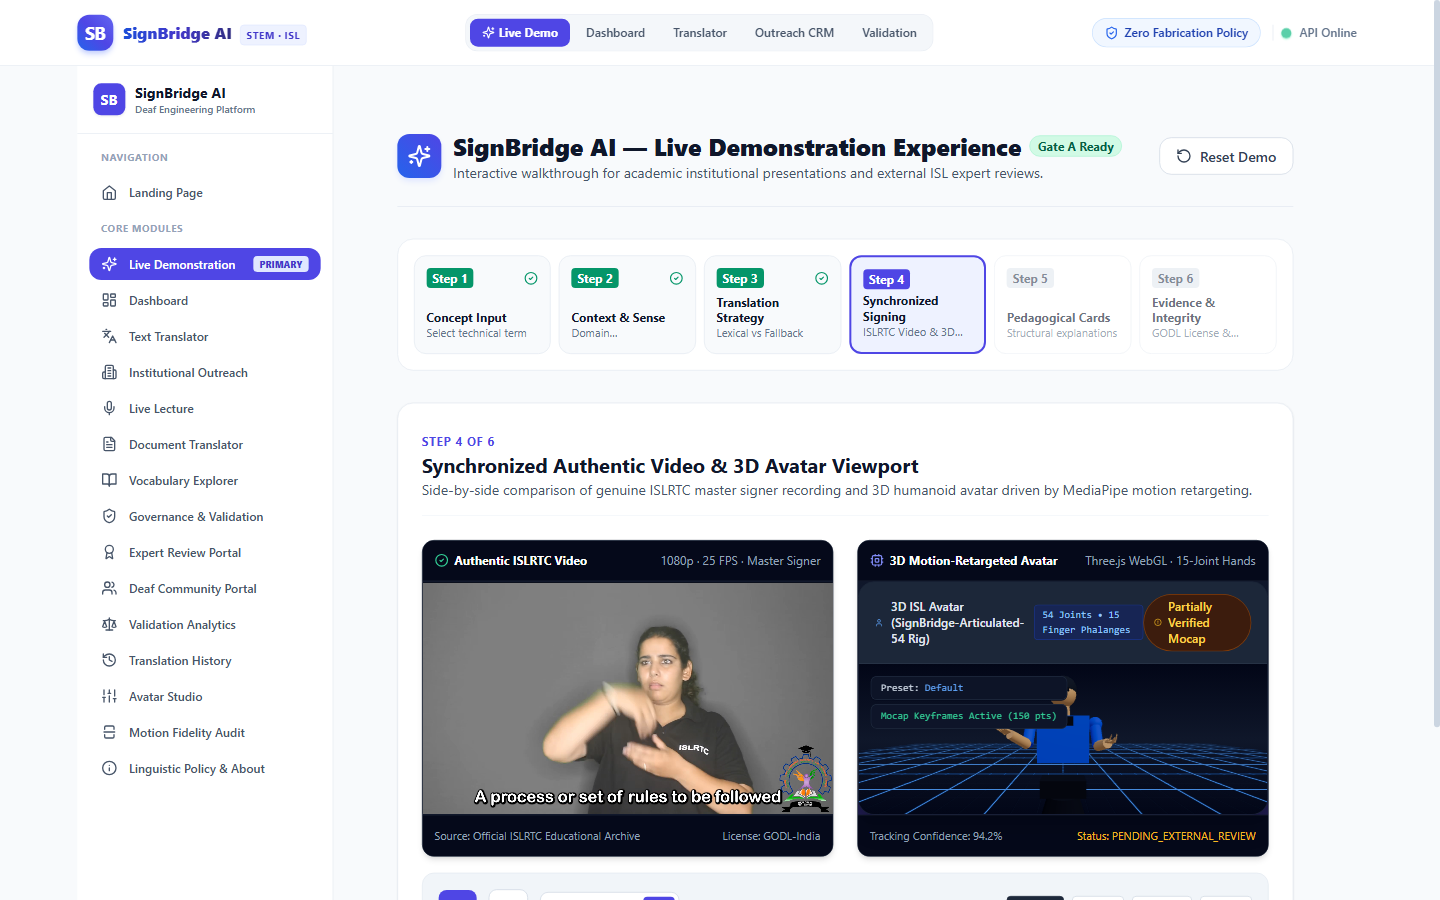 SB
SignBridge AI
STEM · ISL
Live Demo
Dashboard
Translator
Outreach CRM
Validation
Zero Fabrication Policy
API Online
SB
SignBridge AI
Deaf Engineering Platform
NAVIGATION
Landing Page
CORE MODULES
Live Demonstration
PRIMARY
Dashboard
Text Translator
Institutional Outreach
Live Lecture
Document Translator
Vocabulary Explorer
Governance & Validation
Expert Review Portal
Deaf Community Portal
Validation Analytics
Translation History
Avatar Studio
Motion Fidelity Audit
Linguistic Policy & About
SignBridge AI — Live Demonstration Experience
Gate A Ready
Interactive walkthrough for academic institutional presentations and external ISL expert reviews.
Reset Demo
Step 1
Concept Input
Select technical term
Step 2
Context & Sense
Domain...
Step 3
Translation
Strategy
Lexical vs Fallback
Step 4
Synchronized
Signing
ISLRTC Video & 3D...
Step 5
Pedagogical Cards
Structural explanations
Step 6
Evidence &
Integrity
GODL License &...
STEP 4 OF 6
Synchronized Authentic Video & 3D Avatar Viewport
Side-by-side comparison of genuine ISLRTC master signer recording and 3D humanoid avatar driven by MediaPipe motion retargeting.
Authentic ISLRTC Video
1080p · 25 FPS · Master Signer
ISLRTC
A process or set of rules to be followed
Source: Official ISLRTC Educational Archive
License: GODL-India
3D Motion-Retargeted Avatar
Three.js WebGL · 15-Joint Hands
3D ISL Avatar
(SignBridge-Articulated-
54 Rig)
54 Joints • 15
Finger Phalanges
Partially
Verified
Mocap
Preset: Default
Mocap Keyframes Active (150 pts)
Tracking Confidence: 94.2%
Status: PENDING_EXTERNAL_REVIEW